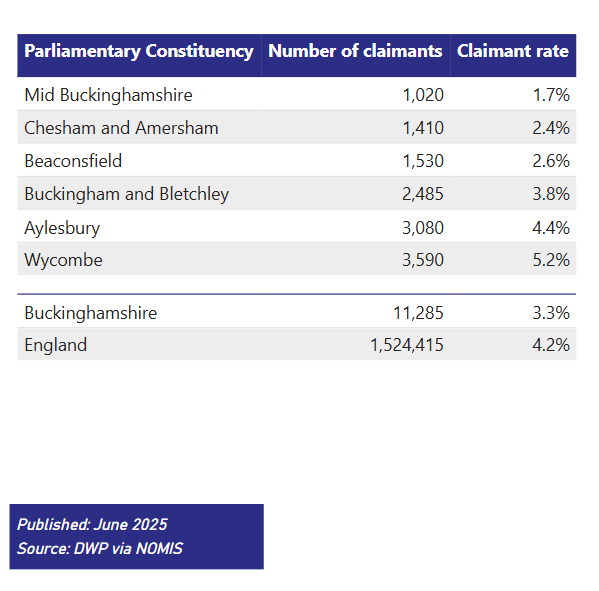 Parliamentary Constituency Number of claimants Claimant rate
Mid Buckinghamshire 1,020 1.7%
Chesham and Amersham 1,410 2.4%
Beaconsfield 1,530 2.6%
Buckingham and Bletchley 2,485 3.8%
Aylesbury 3,080 4.4%
Wycombe 3,590 5.2%
Buckinghamshire 11,285 3.3%
England 1,524,415 4.2%
Published: June 2025
Source: DWP via NOMIS